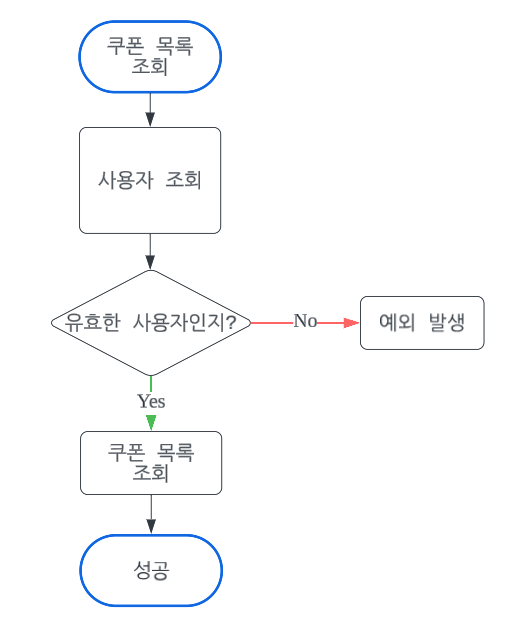 쿠폰 목록
조회
사용자 조회
유효한 사용자인지?
No
예외 발생
Yes
쿠폰 목록
조회
성공